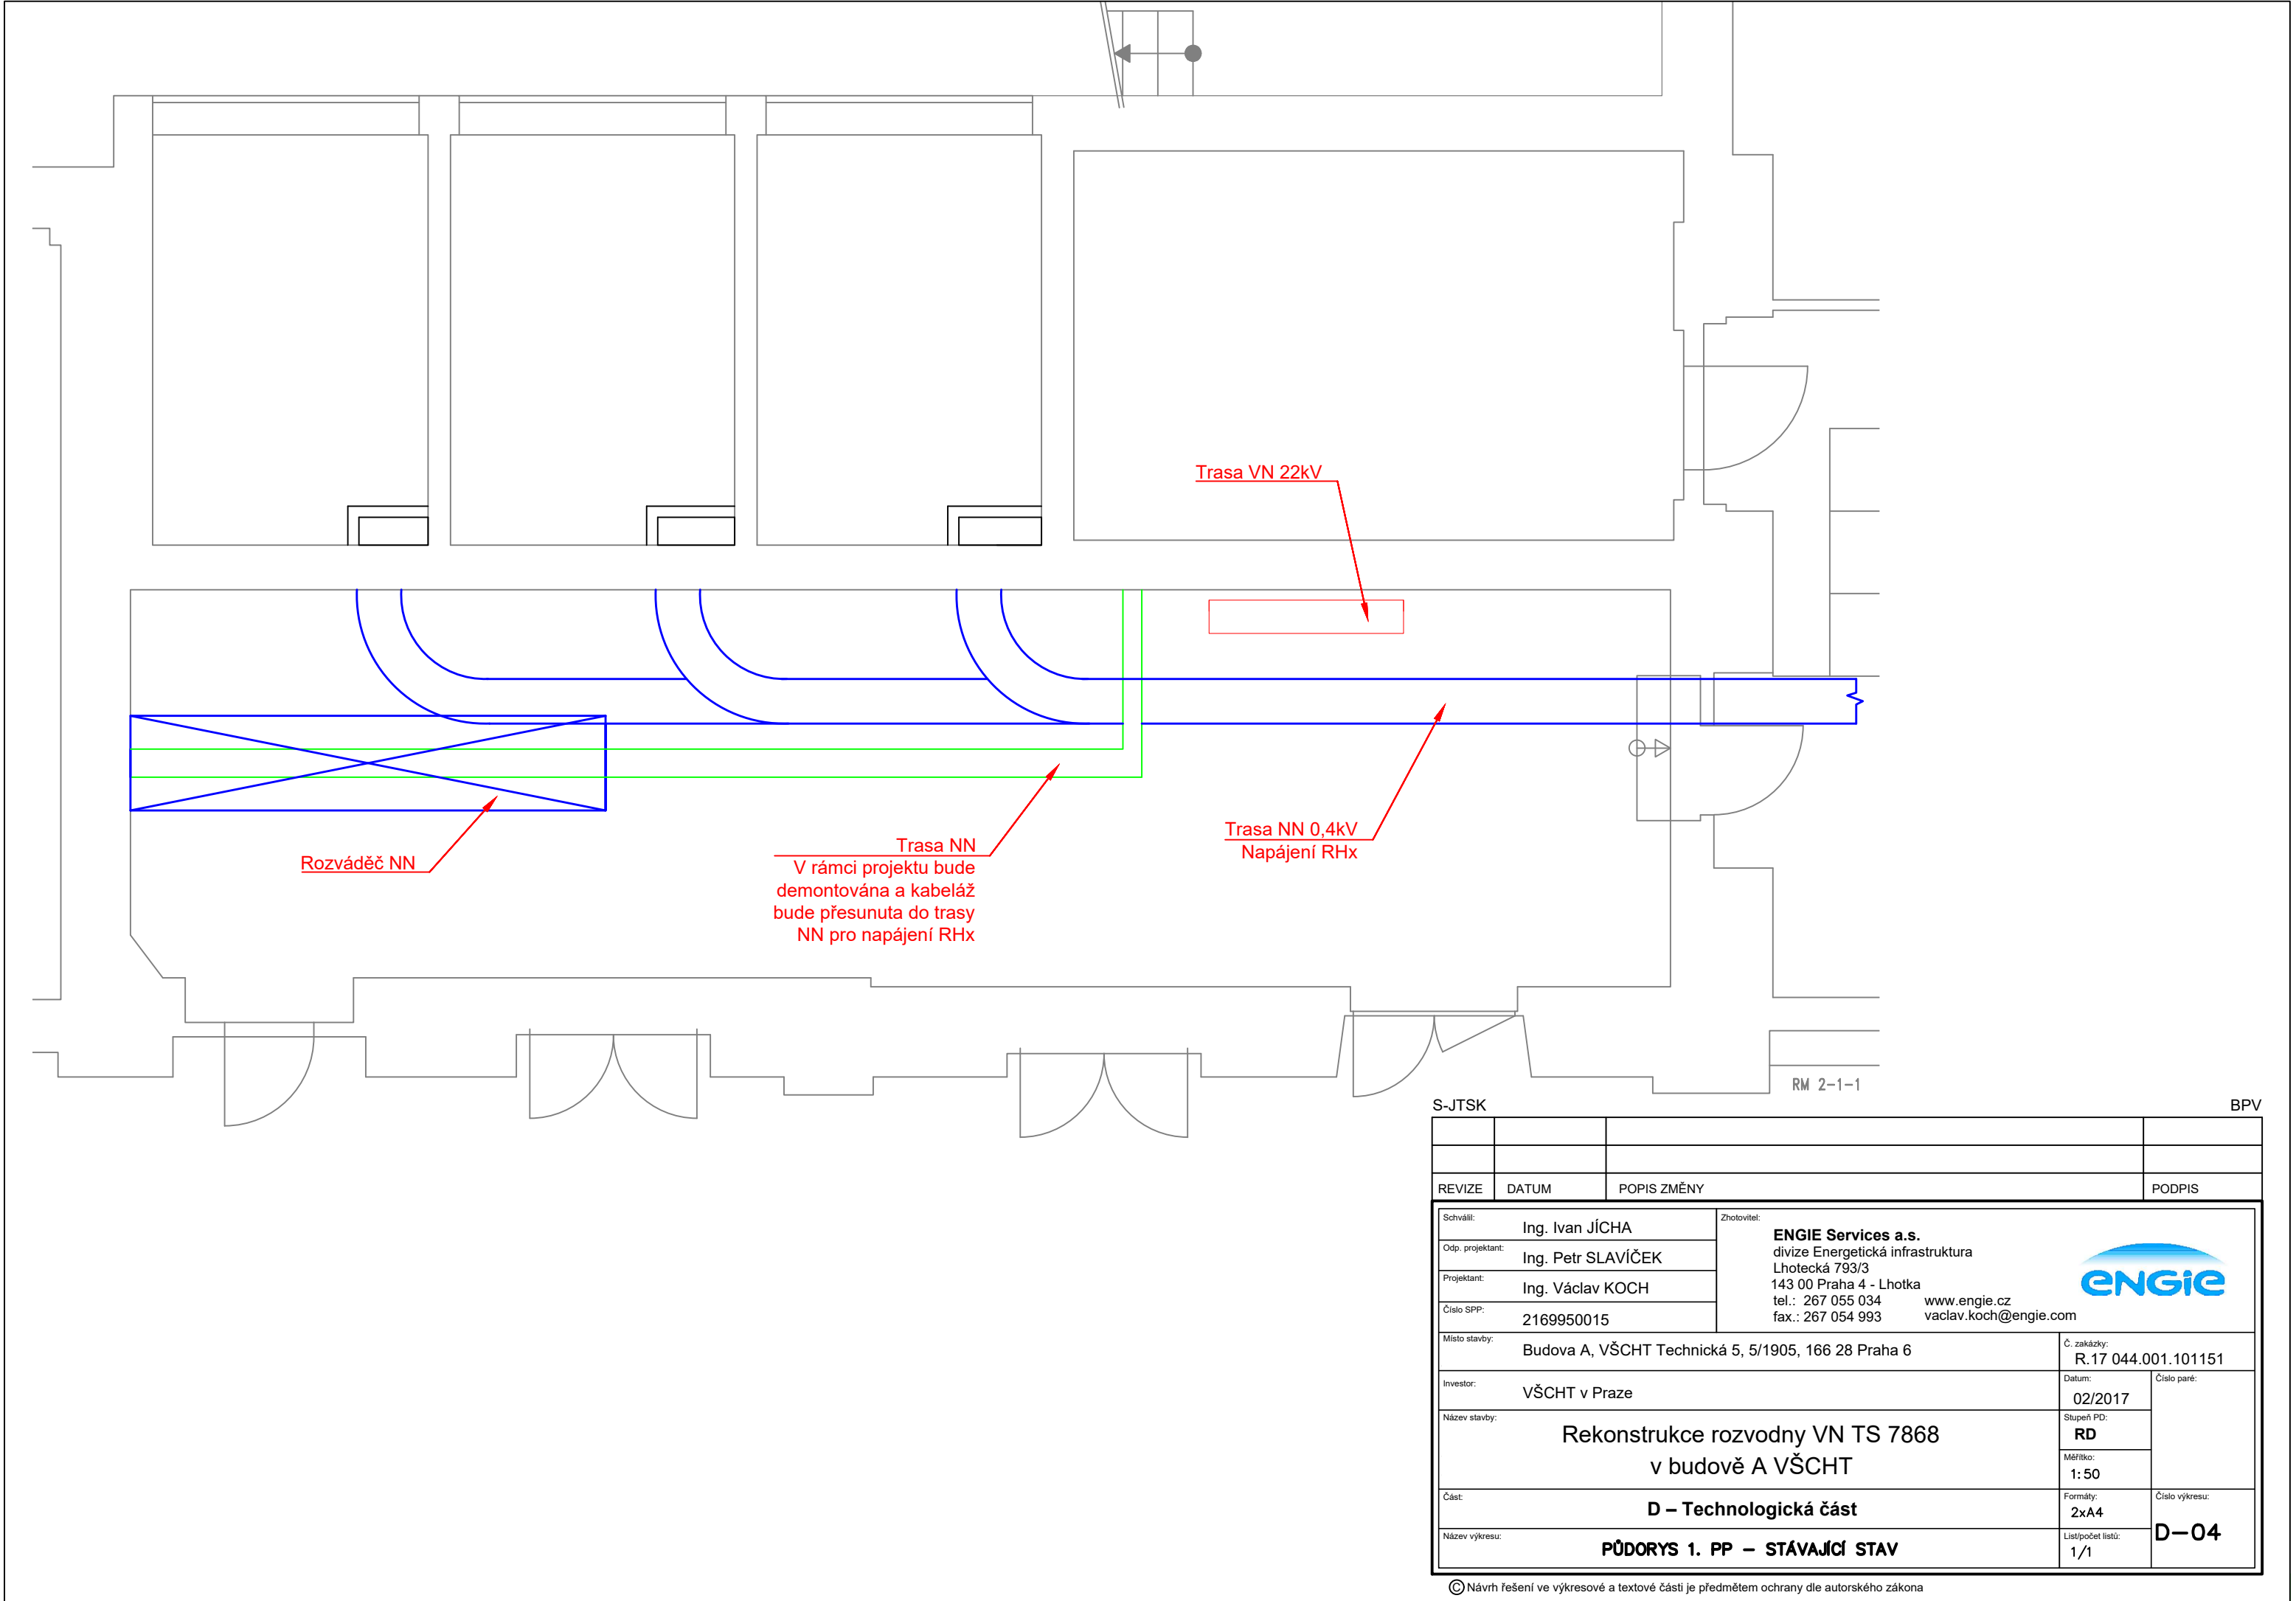 Trasa VN 22kV
Trasa NN 0,4kV
Napájení RHx
Trasa NN
V rámci projektu bude
demontována a kabeláž
bude přesunuta do trasy
NN pro napájení RHx
Rozváděč NN
RM 2-1-1
S-JTSK BPV
REVIZE DATUM POPIS ZMĚNY PODPIS
Schválil: Ing. Ivan JÍCHA
Odp. projektant: Ing. Petr SLAVÍČEK
Projektant: Ing. Václav KOCH
Číslo SPP: 2169950015
Zhotovitel:
ENGIE Services a.s.
divize Energetická infrastruktura
Lhotecká 793/3
143 00 Praha 4 - Lhotka
tel.: 267 055 034 www.engie.cz
fax.: 267 054 993 vaclav.koch@engie.com
ENGIE
Místo stavby: Budova A, VŠCHT Technická 5, 5/1905, 166 28 Praha 6
Č. zakázky:
R.17 044.001.101151
Investor: VŠCHT v Praze
Datum:
02/2017
Číslo paré:
Název stavby:
Rekonstrukce rozvodny VN TS 7868
v budově A VŠCHT
Stupeň PD:
RD
Měřítko:
1:50
Část: D – Technologická část
Formáty:
2xA4
Číslo výkresu:
D-04
Název výkresu: PŮDORYS 1. PP – STÁVAJÍCÍ STAV
List/počet listů:
1/1
© Návrh řešení ve výkresové a textové části je předmětem ochrany dle autorského zákona